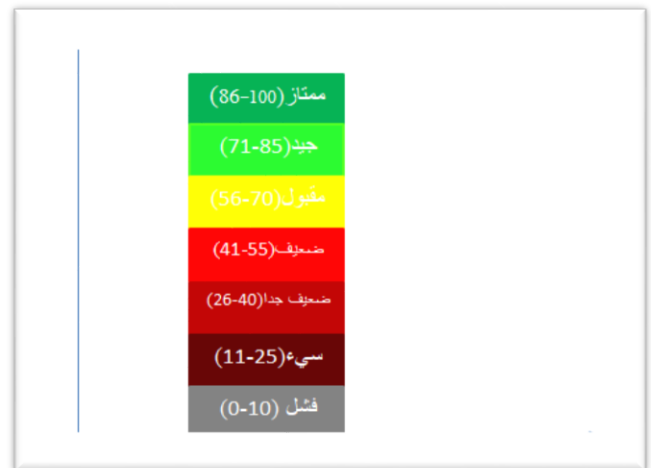 ممتاز (86-100)
جيد(71-85)
مقبول(56-70)
ضعيف(41-55)
ضعيف جدا(26-40)
سيء(11-25)
فشل (0-10)